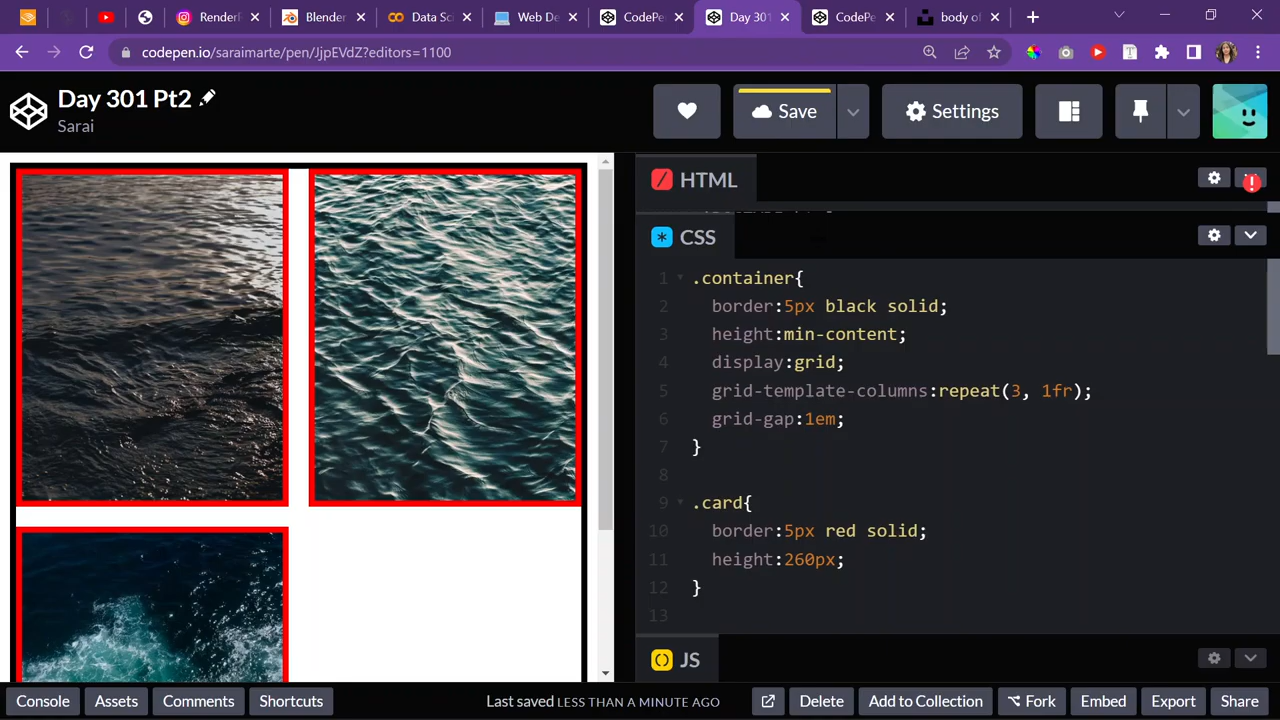 RenderP
Blender
Data Sci
Web De
CodePe
Day 301
CodePe
body of
codepen.io/saraimarte/pen/JjpEVdZ?editors=1100
Day 301 Pt2
Sarai
Save
Settings
HTML
CSS
1 .container{
2 border:5px black solid;
3 height:min-content;
4 display:grid;
5 grid-template-columns:repeat(3, 1fr);
6 grid-gap:1em;
7 }
8
9 .card{
10 border:5px red solid;
11 height:260px;
12 }
13
JS
Console
Assets
Comments
Shortcuts
Last saved LESS THAN A MINUTE AGO
Delete
Add to Collection
Fork
Embed
Export
Share